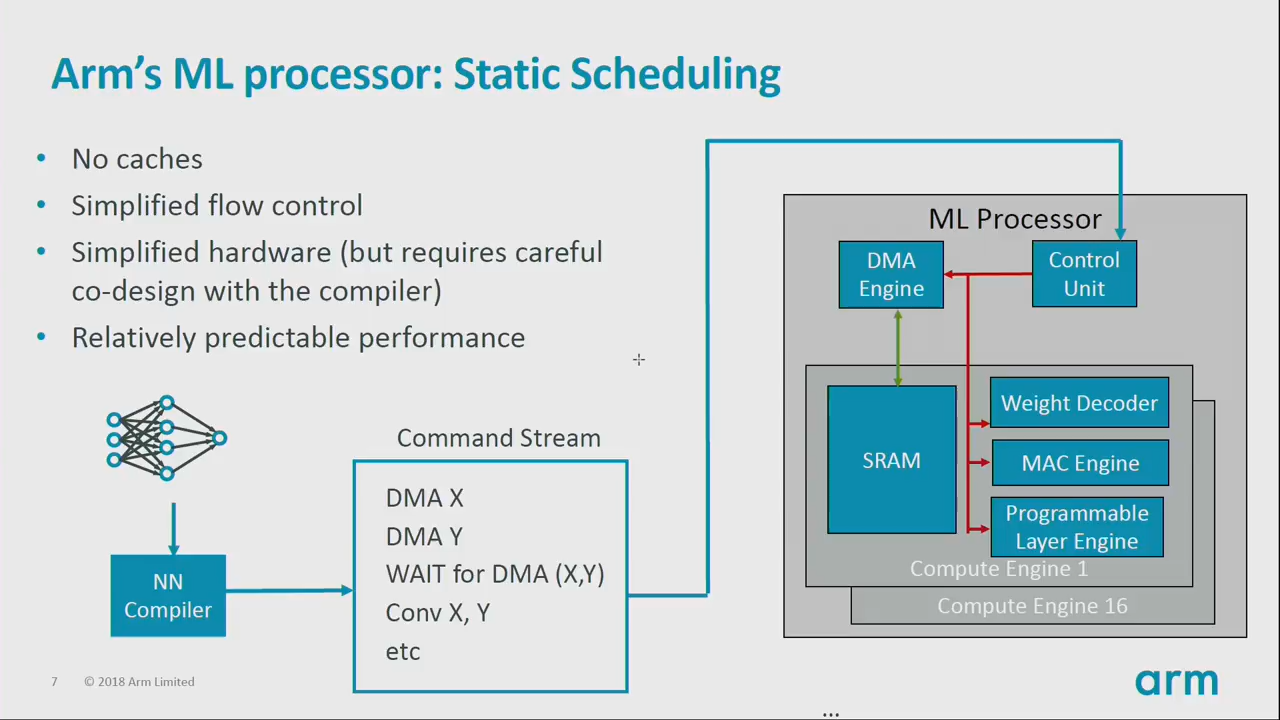 Arm's ML processor: Static Scheduling
• No caches
• Simplified flow control
• Simplified hardware (but requires careful
co-design with the compiler)
• Relatively predictable performance
NN
Compiler
Command Stream
DMA X
DMA Y
WAIT for DMA (X,Y)
Conv X, Y
etc
ML Processor
DMA
Engine
Control
Unit
SRAM
Weight Decoder
MAC Engine
Programmable
Layer Engine
Compute Engine 1
Compute Engine 16
7 © 2018 Arm Limited
arm
...